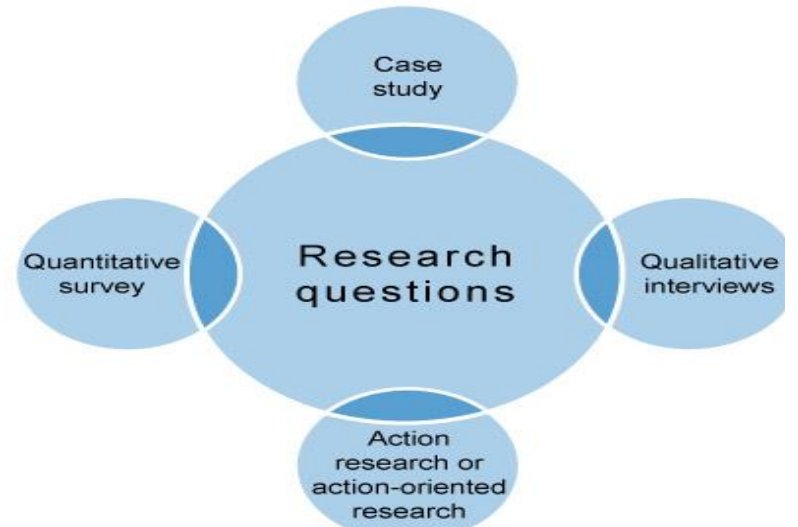 Case
study
Quantitative
survey
Research
questions
Qualitative
interviews
Action
research or
action-oriented
research